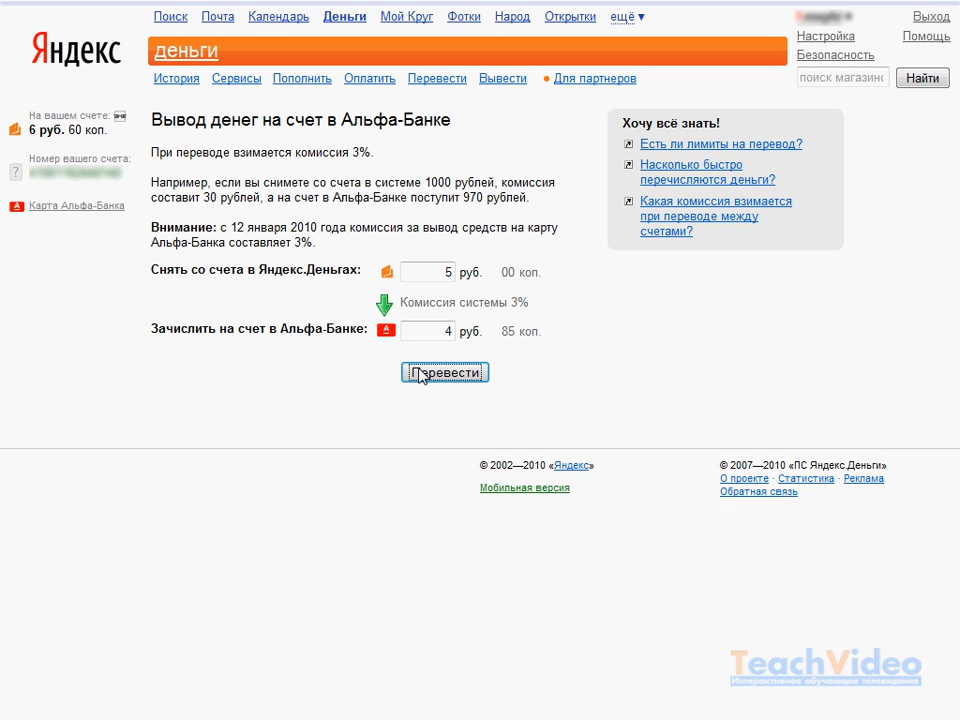 Поиск Почта Календарь Деньги Мой Круг Фотки Народ Открытки ещё ▼
Выход
Настройка Помощь
Безопасность
Яндекс
деньги
История Сервисы Пополнить Оплатить Перевести Вывести • Для партнеров
поиск магазинс Найти
На вашем счете:
6 руб. 60 коп.
Номер вашего счета:
?
Карта Альфа-Банка
Вывод денег на счет в Альфа-Банке
При переводе взимается комиссия 3%.
Например, если вы снимете со счета в системе 1000 рублей, комиссия
составит 30 рублей, а на счет в Альфа-Банке поступит 970 рублей.
Внимание: с 12 января 2010 года комиссия за вывод средств на карту
Альфа-Банка составляет 3%.
Снять со счета в Яндекс.Деньгах: 5 руб. 00 коп.
Комиссия системы 3%
Зачислить на счет в Альфа-Банке: 4 руб. 85 коп.
Перевести
Хочу всё знать!
Есть ли лимиты на перевод?
Насколько быстро
перечисляются деньги?
Какая комиссия взимается
при переводе между
счетами?
© 2002—2010 «Яндекс»
Мобильная версия
© 2007—2010 «ПС Яндекс.Деньги»
О проекте · Статистика · Реклама
Обратная связь
TeachVideo
Интерактивное обучающее телевидение